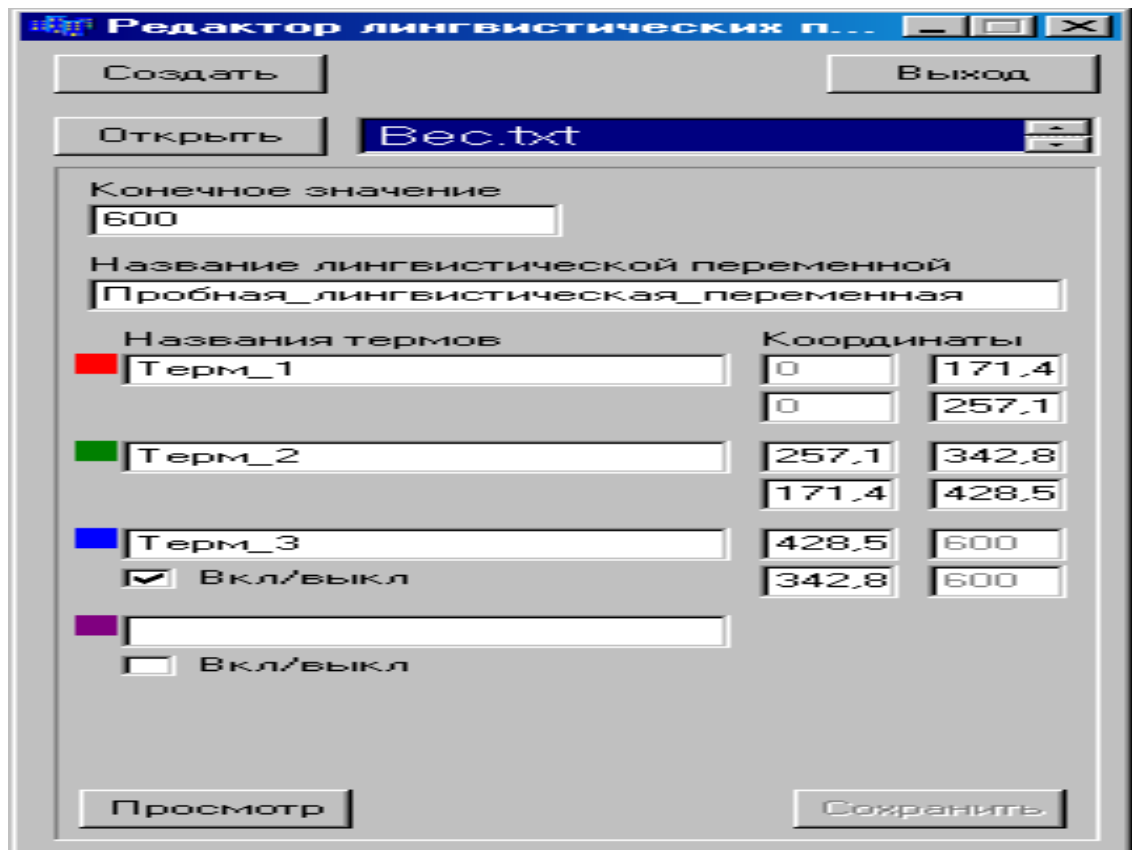 Редактор лингвистических п...
Создать Выход
Открыть Вес.txt
Конечное значение
600
Название лингвистической переменной
Пробная_лингвистическая_переменная
Названия термов Координаты
Терм_1 0 171,4
0 257,1
Терм_2 257,1 342,8
171,4 428,5
Терм_3 428,5 600
Вкл/выкл 342,8 600
Вкл/выкл
Просмотр Сохранить